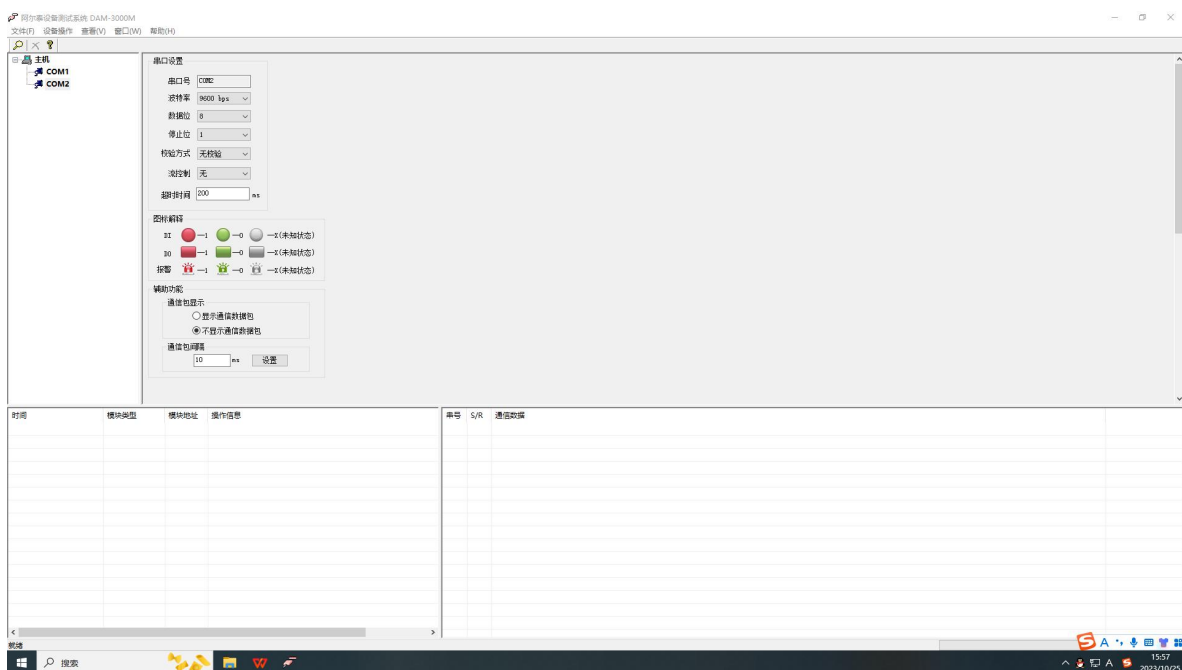 阿尔泰设备测试系统 DAM-3000M
文件(F) 设备操作 查看(V) 窗口(W) 帮助(H)
主机
COM1
COM2
串口设置
串口号 COM2
波特率 9600 bps
数据位 8
停止位 1
校验方式 无校验
流控制 无
超时时间 200 ms
图标解释
DI —1 —0 —X(未知状态)
DO —1 —0 —X(未知状态)
报警 —1 —0 —X(未知状态)
辅助功能
通信包显示
显示通信数据包
不显示通信数据包
通信包间隔
10 ms 设置
时间 模块类型 模块地址 操作信息
串号 S/R 通信数据
就绪
搜索
A
15:57
2023/10/25